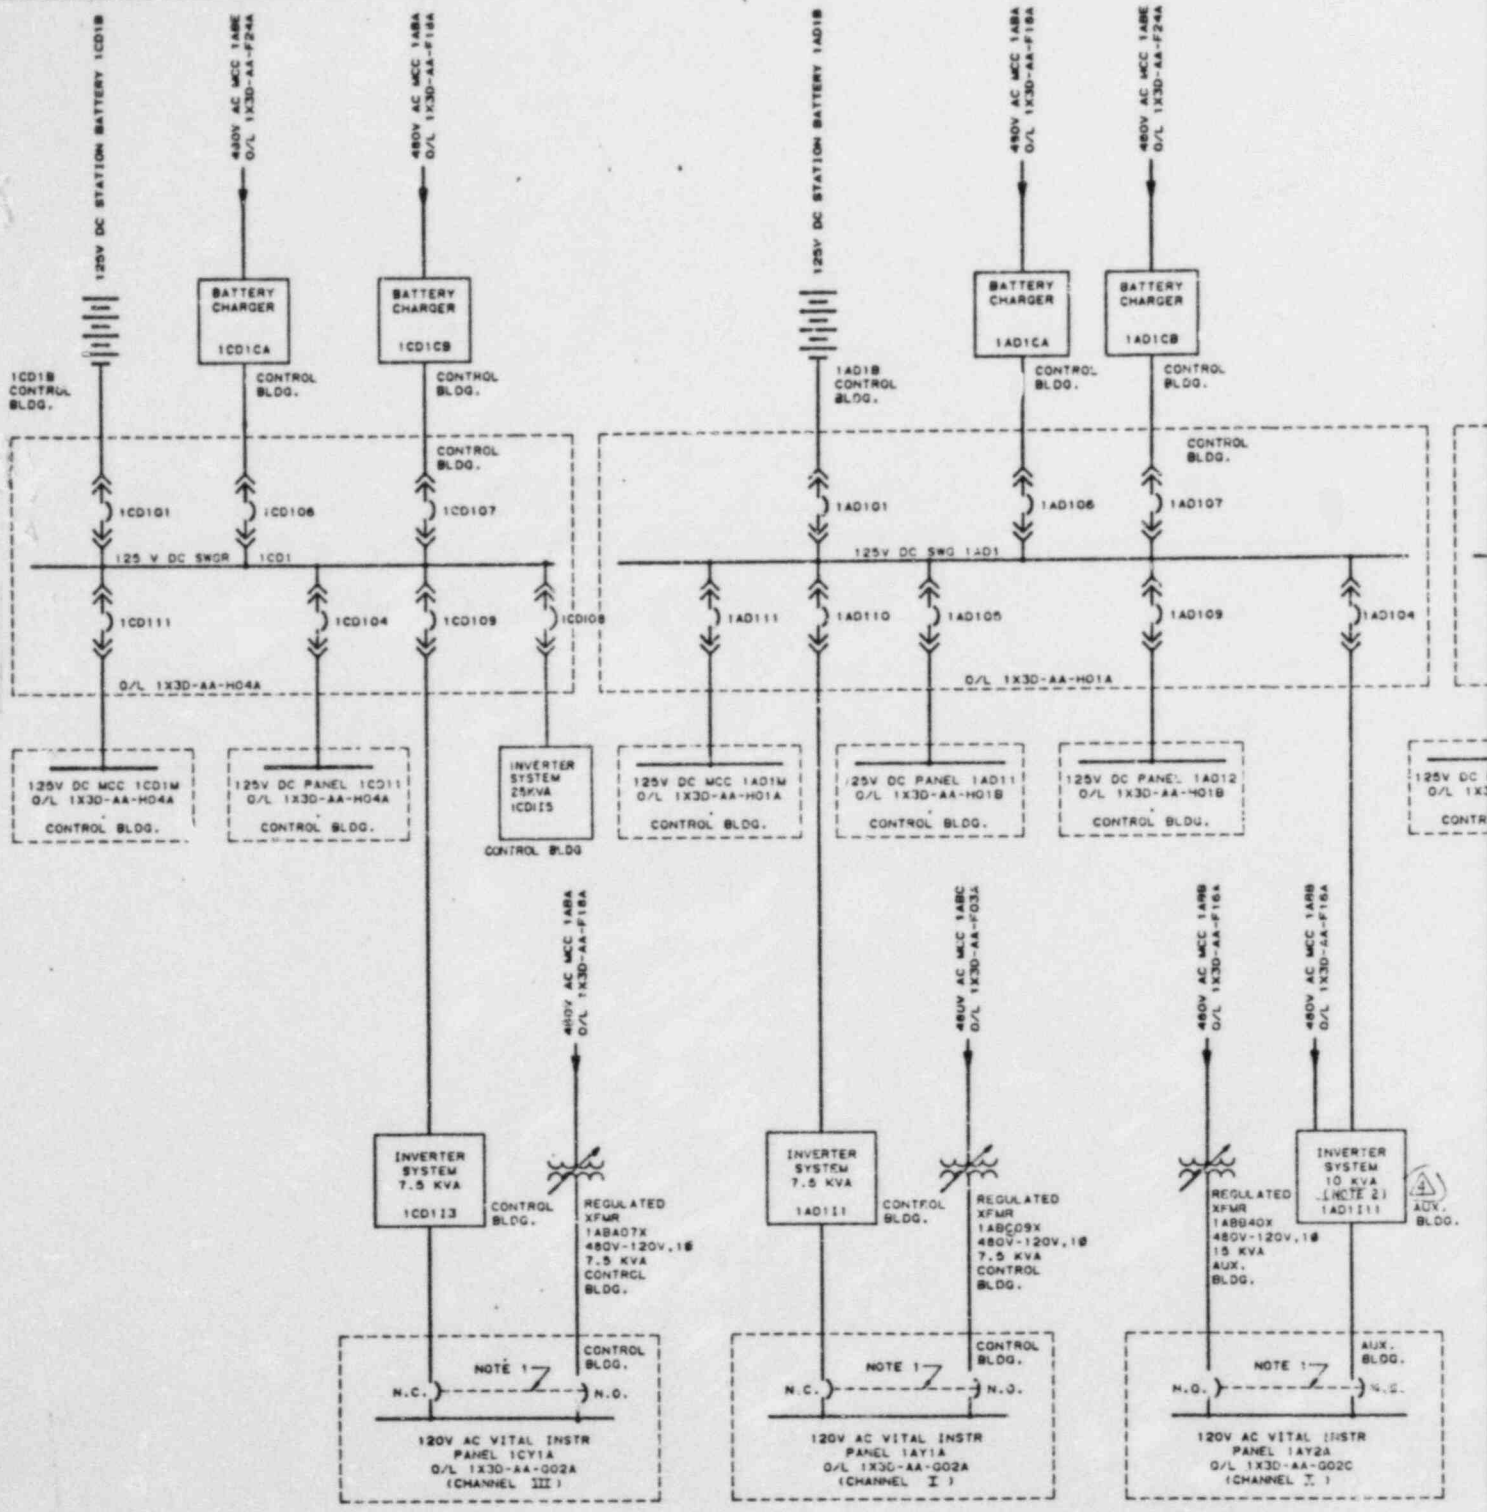 125V DC STATION BATTERY 1CD1B
480V AC MCC 1ABE
O/L 1X3D-AA-F24A
480V AC MCC 1ABA
O/L 1X3D-AA-F18A
125V DC STATION BATTERY 1AD1B
480V AC MCC 1ABA
O/L 1X3D-AA-F18A
480V AC MCC 1ABE
O/L 1X3D-AA-F24A
BATTERY
CHARGER
1CD1CA
BATTERY
CHARGER
1CD1CB
BATTERY
CHARGER
1AD1CA
BATTERY
CHARGER
1AD1CB
1CD1B
CONTROL
BLDG.
CONTROL
BLDG.
CONTROL
BLDG.
1AD1B
CONTROL
BLDG.
CONTROL
BLDG.
CONTROL
BLDG.
CONTROL
BLDG.
CONTROL
BLDG.
1CD101
1CD106
1CD107
1AD101
1AD106
1AD107
125 V DC SWGR 1CD1
125V DC SWG 1AD1
1CD111
1CD104
1CD109
1CD108
1AD111
1AD110
1AD105
1AD109
1AD104
O/L 1X3D-AA-H04A
O/L 1X3D-AA-H01A
125V DC MCC 1CD1M
O/L 1X3D-AA-H04A
CONTROL BLDG.
125V DC PANEL 1CD11
O/L 1X3D-AA-H04A
CONTROL BLDG.
INVERTER
SYSTEM
25KVA
1CD1I5
CONTROL BLDG
125V DC MCC 1AD1M
O/L 1X3D-AA-H01A
CONTROL BLDG.
125V DC PANEL 1AD11
O/L 1X3D-AA-H01B
CONTROL BLDG.
125V DC PANEL 1AD12
O/L 1X3D-AA-H01B
CONTROL BLDG.
125V DC
O/L 1X3
CONTR
480V AC MCC 1ABA
O/L 1X3D-AA-F18A
480V AC MCC 1ABC
O/L 1X3D-AA-F03A
480V AC MCC 1ABB
O/L 1X3D-AA-F16A
480V AC MCC 1ABB
O/L 1X3D-AA-F16A
INVERTER
SYSTEM
7.5 KVA
1CD1I3
CONTROL
BLDG.
REGULATED
XFMR
1ABA07X
480V-120V,1Ø
7.5 KVA
CONTROL
BLDG.
INVERTER
SYSTEM
7.5 KVA
1AD1I1
CONTROL
BLDG.
REGULATED
XFMR
1ABC09X
480V-120V,1Ø
7.5 KVA
CONTROL
BLDG.
REGULATED
XFMR
1ABB40X
480V-120V,1Ø
15 KVA
AUX.
BLDG.
INVERTER
SYSTEM
10 KVA
(NOTE 2)
1AD1I11
4
AUX.
BLDG.
CONTROL
BLDG.
NOTE 1
N.C.
N.O.
120V AC VITAL INSTR
PANEL 1CY1A
O/L 1X3D-AA-G02A
(CHANNEL III)
CONTROL
BLDG.
NOTE 1
N.C.
N.O.
120V AC VITAL INSTR
PANEL 1AY1A
O/L 1X3D-AA-G02A
(CHANNEL I)
AUX.
BLDG.
NOTE 1
N.O.
120V AC VITAL INSTR
PANEL 1AY2A
O/L 1X3D-AA-G02C
(CHANNEL I)